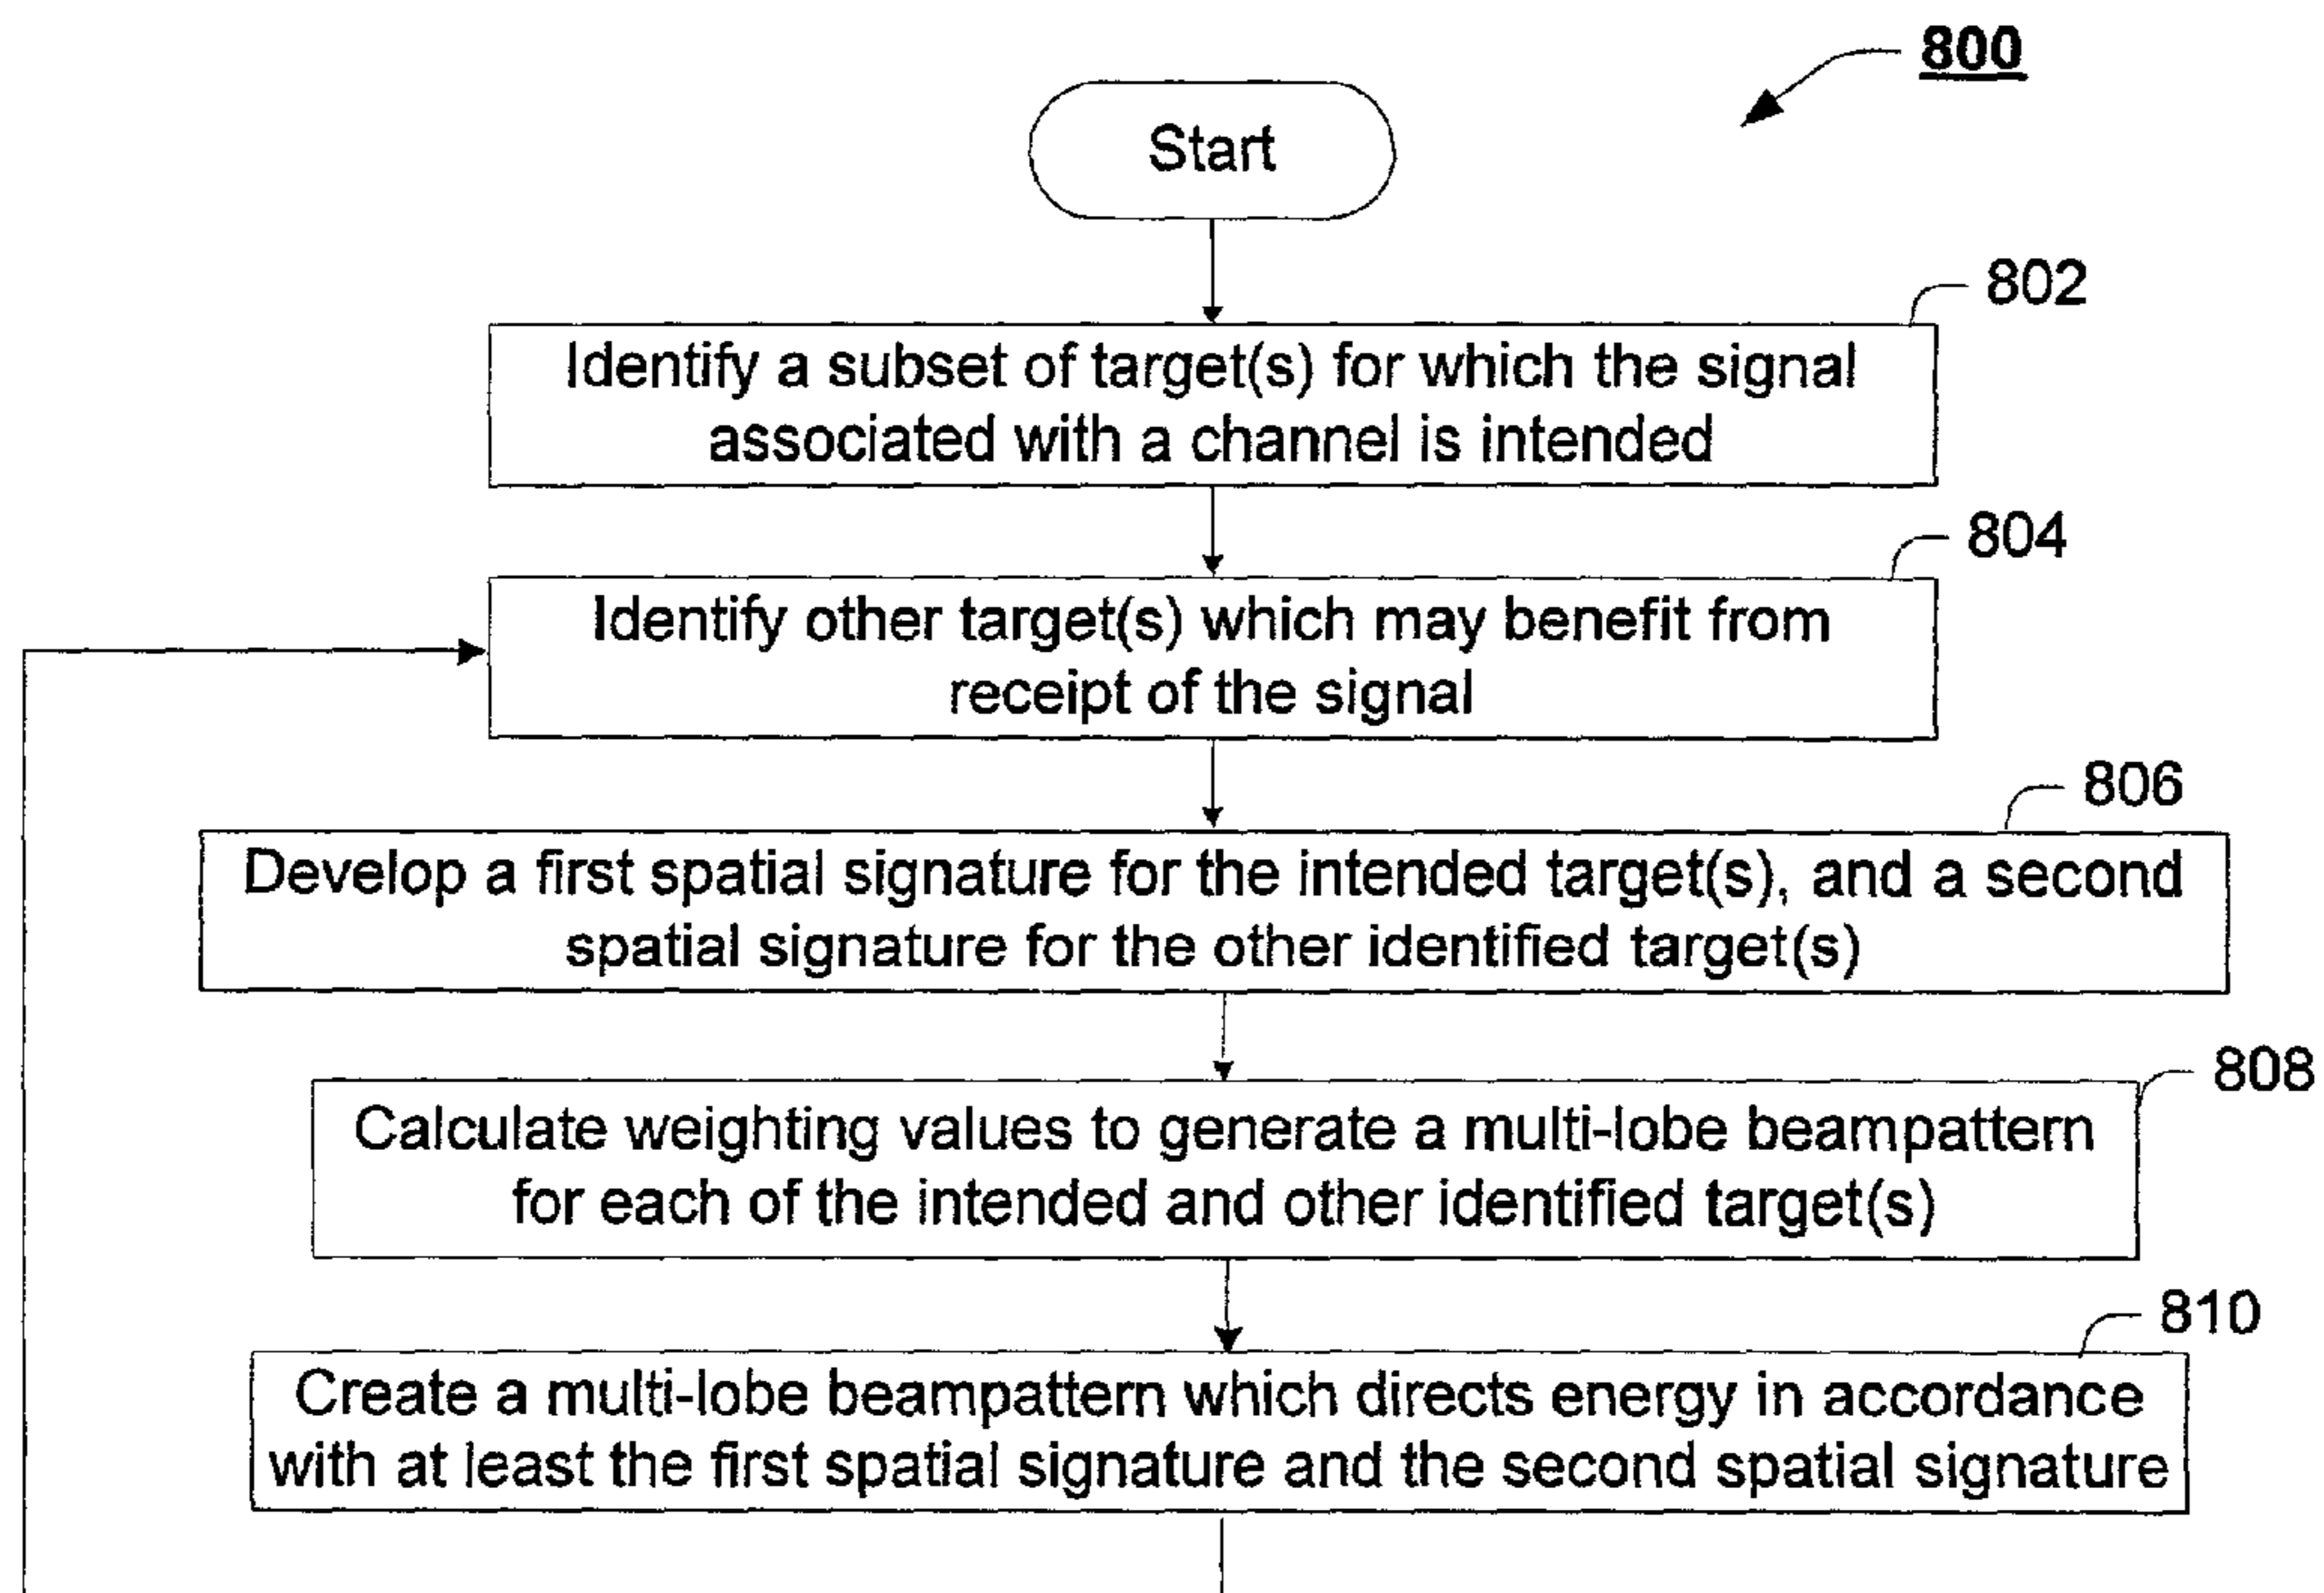 800
Start
802
Identify a subset of target(s) for which the signal
associated with a channel is intended
804
Identify other target(s) which may benefit from
receipt of the signal
806
Develop a first spatial signature for the intended target(s), and a second
spatial signature for the other identified target(s)
808
Calculate weighting values to generate a multi-lobe beampattern
for each of the intended and other identified target(s)
810
Create a multi-lobe beampattern which directs energy in accordance
with at least the first spatial signature and the second spatial signature